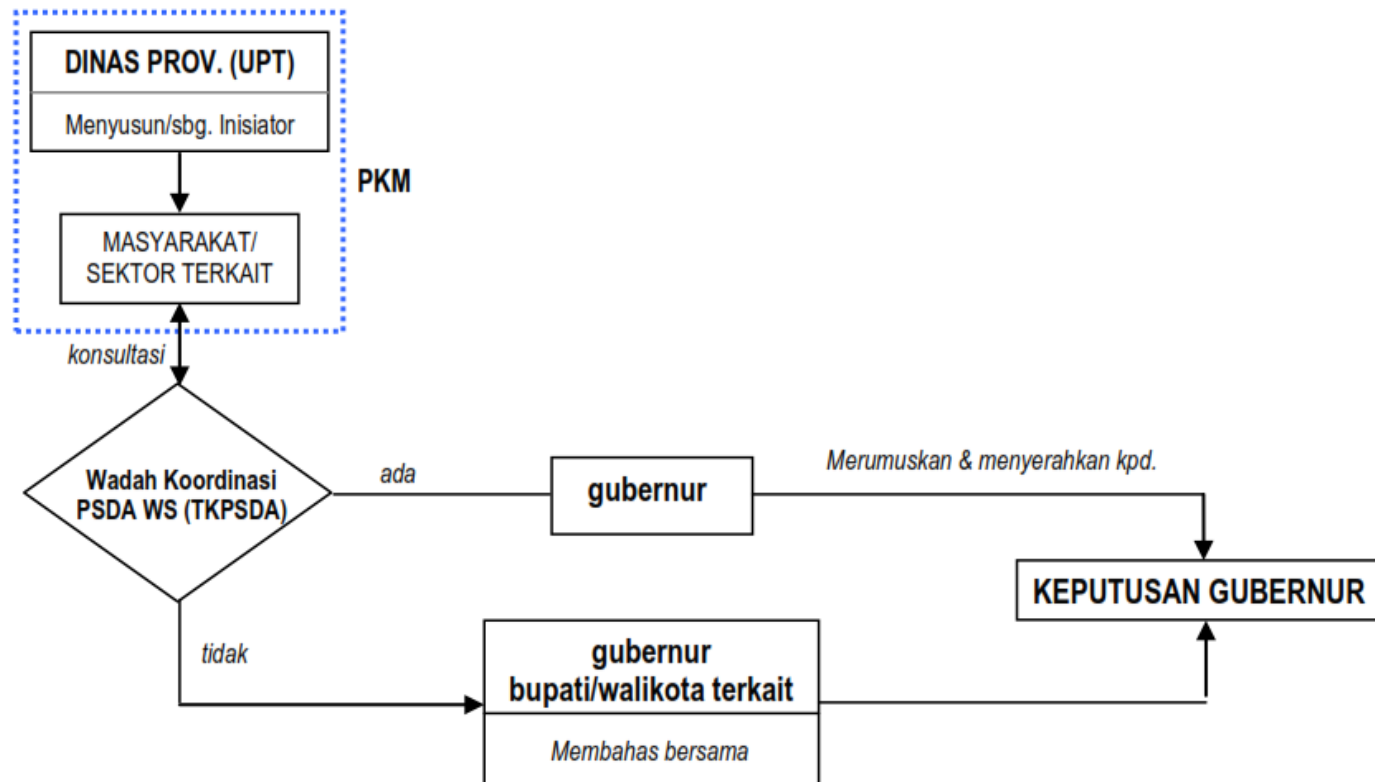 DINAS PROV. (UPT)
Menyusun/sbg. Inisiator
PKM
MASYARAKAT/
SEKTOR TERKAIT
konsultasi
Wadah Koordinasi
PSDA WS (TKPSDA)
ada
gubernur
Merumuskan & menyerahkan kpd.
KEPUTUSAN GUBERNUR
tidak
gubernur
bupati/walikota terkait
Membahas bersama